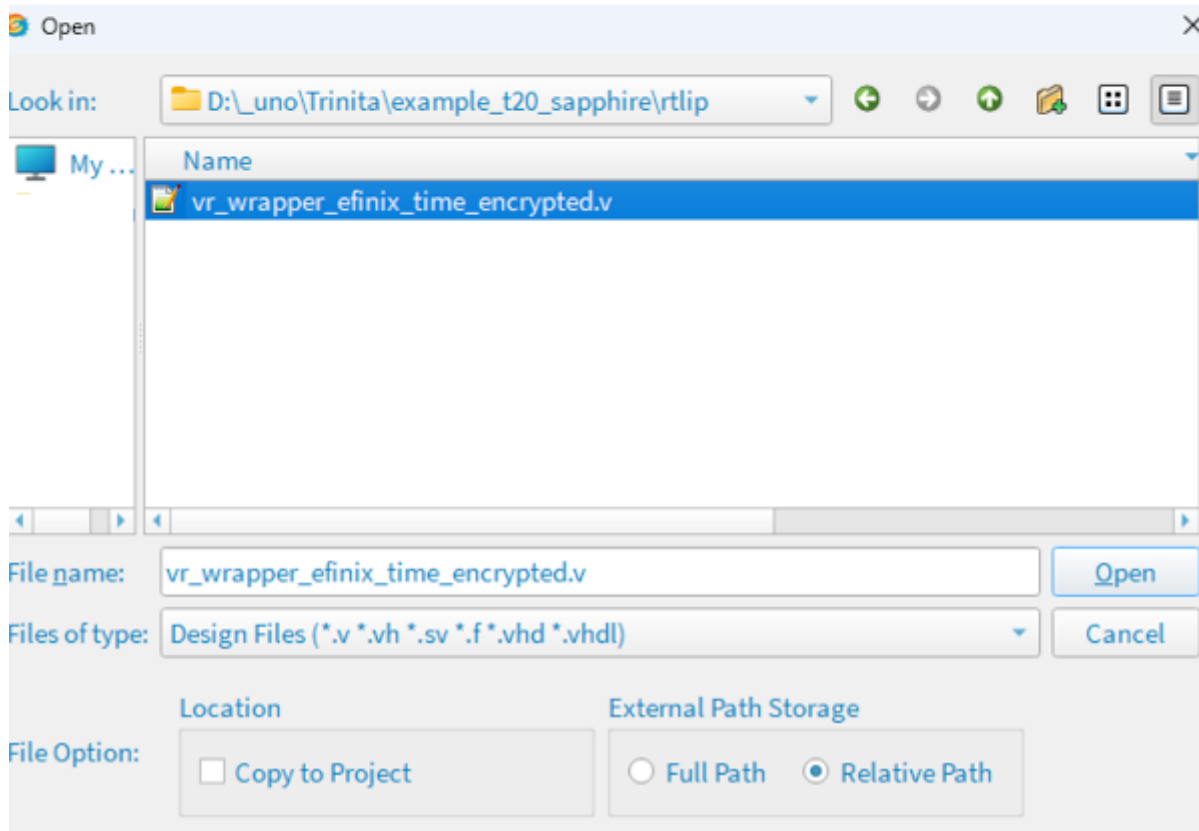 Open
Look in: D:\_uno\Trinita\example_t20_sapphire\rtlip
My ... Name
vr_wrapper_efinix_time_encrypted.v
File name: vr_wrapper_efinix_time_encrypted.v Open
Files of type: Design Files (*.v *.vh *.sv *.f *.vhd *.vhdl) Cancel
Location External Path Storage
File Option: Copy to Project Full Path Relative Path